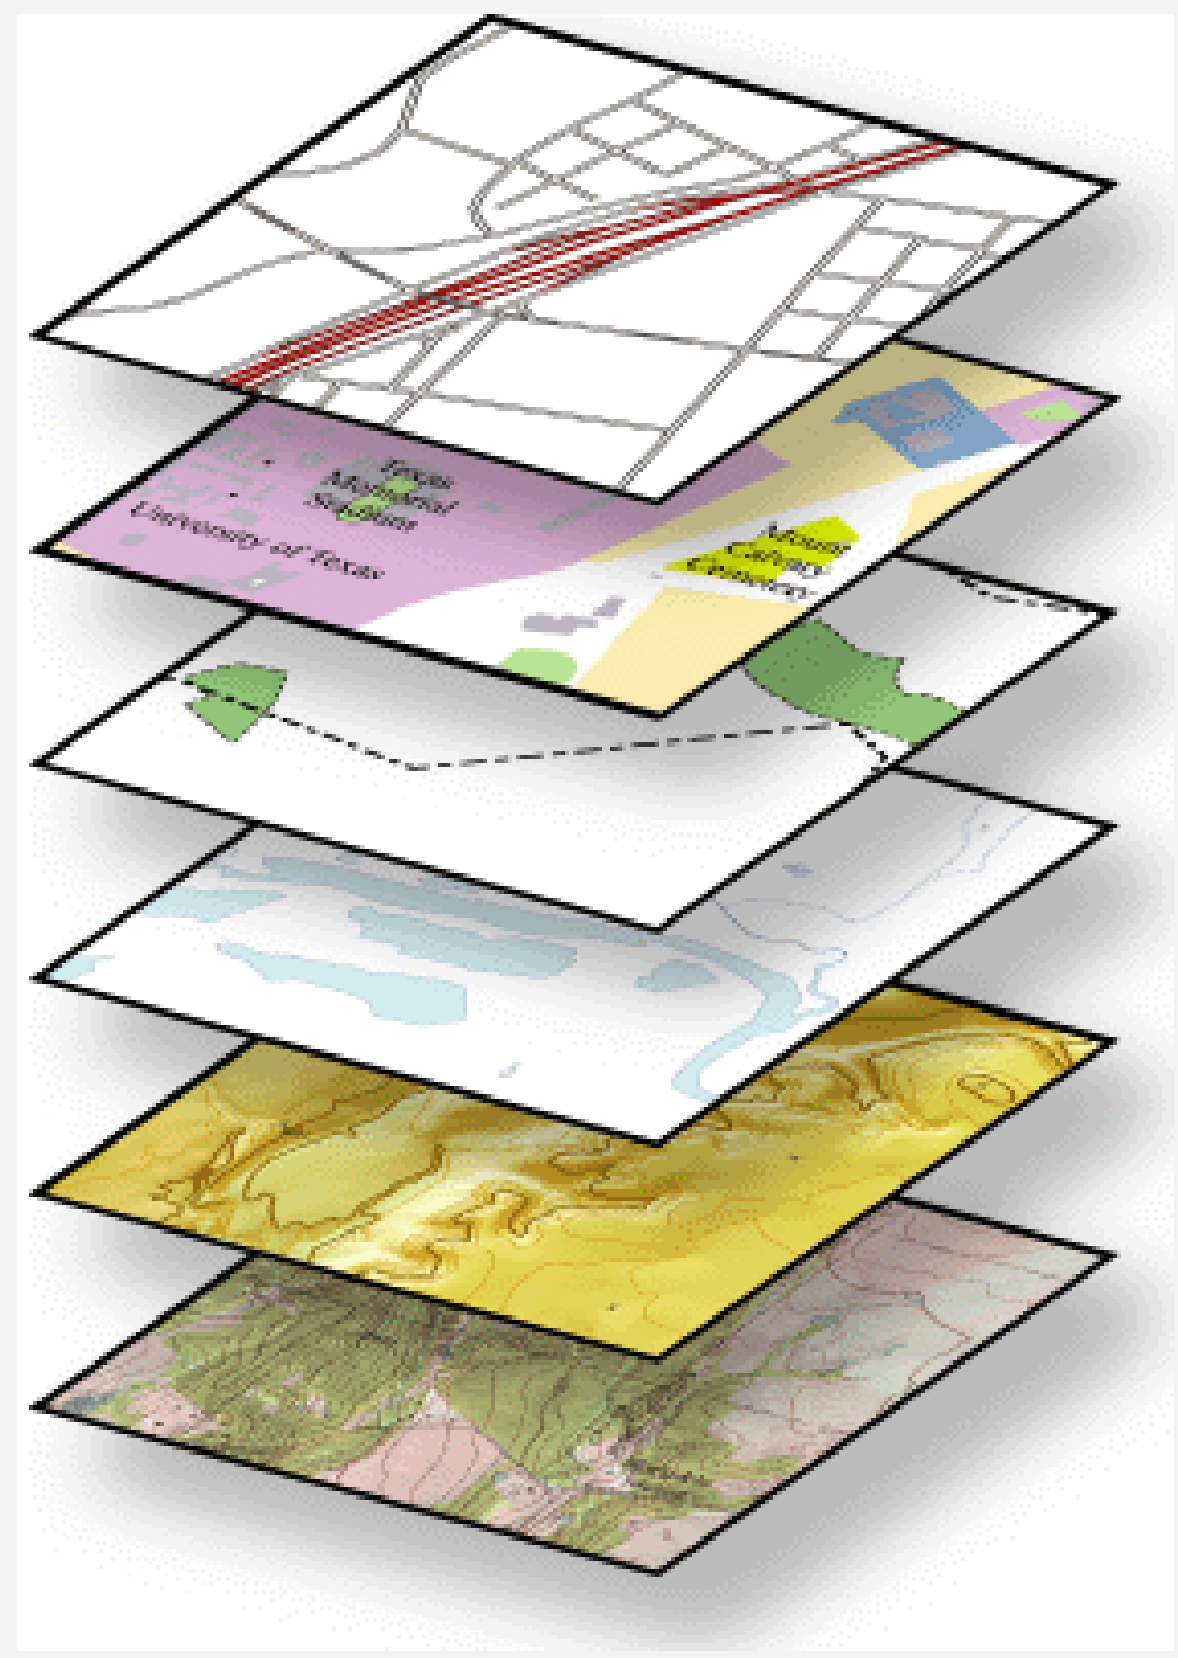 Texas
Memorial
Stadium
University of Texas
Mount
Calvary
Cemetery